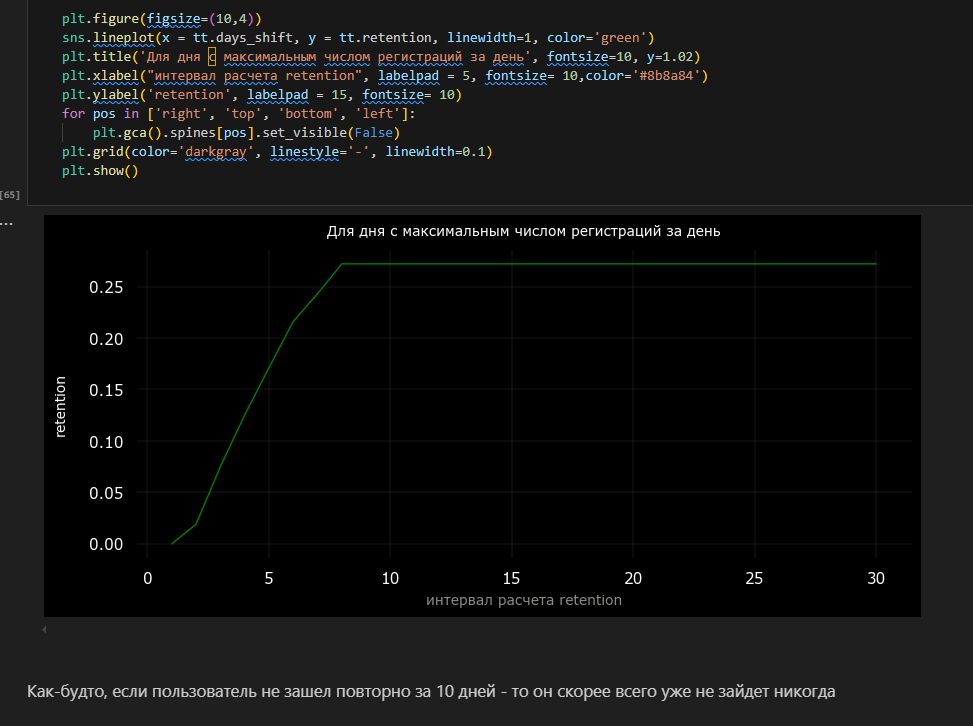 plt.figure(figsize=(10,4))
sns.lineplot(x = tt.days_shift, y = tt.retention, linewidth=1, color='green')
plt.title('Для дня с максимальным числом регистраций за день', fontsize=10, y=1.02)
plt.xlabel("интервал расчета retention", labelpad = 5, fontsize= 10,color='#8b8a84')
plt.ylabel('retention', labelpad = 15, fontsize= 10)
for pos in ['right', 'top', 'bottom', 'left']:
    plt.gca().spines[pos].set_visible(False)
plt.grid(color='darkgray', linestyle='-', linewidth=0.1)
plt.show()
[65]
...
Для дня с максимальным числом регистраций за день
0.25
0.20
0.15
0.10
0.05
0.00
retention
0 5 10 15 20 25 30
интервал расчета retention
Как-будто, если пользователь не зашел повторно за 10 дней - то он скорее всего уже не зайдет никогда